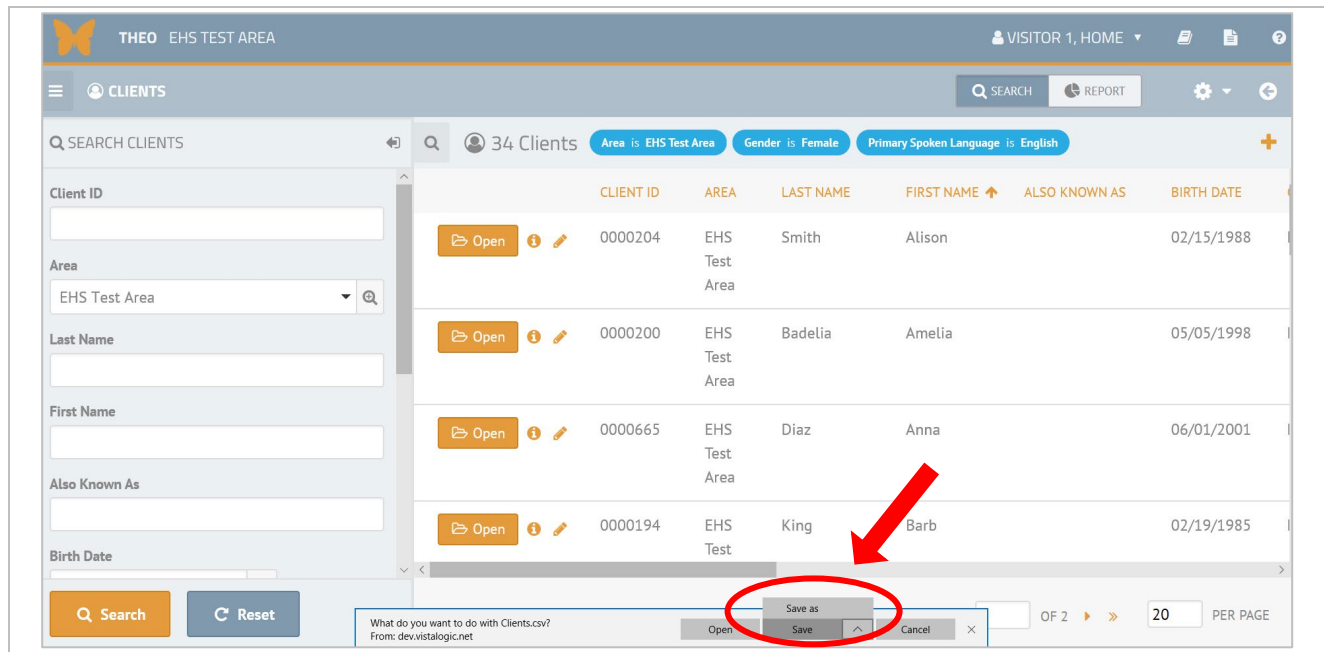 THEO EHS TEST AREA
VISITOR 1, HOME
CLIENTS
SEARCH REPORT
SEARCH CLIENTS
34 Clients Area is EHS Test Area Gender is Female Primary Spoken Language is English
Client ID
Area
EHS Test Area
Last Name
First Name
Also Known As
Birth Date
Search Reset
CLIENT ID AREA LAST NAME FIRST NAME ALSO KNOWN AS BIRTH DATE
Open 0000204 EHS Smith Alison 02/15/1988
Test
Area
Open 0000200 EHS Badelia Amelia 05/05/1998
Test
Area
Open 0000665 EHS Diaz Anna 06/01/2001
Test
Area
Open 0000194 EHS King Barb 02/19/1985
Test
OF 2 20 PER PAGE
What do you want to do with Clients.csv?
From: dev.vistalogic.net
Save as
Open Save Cancel